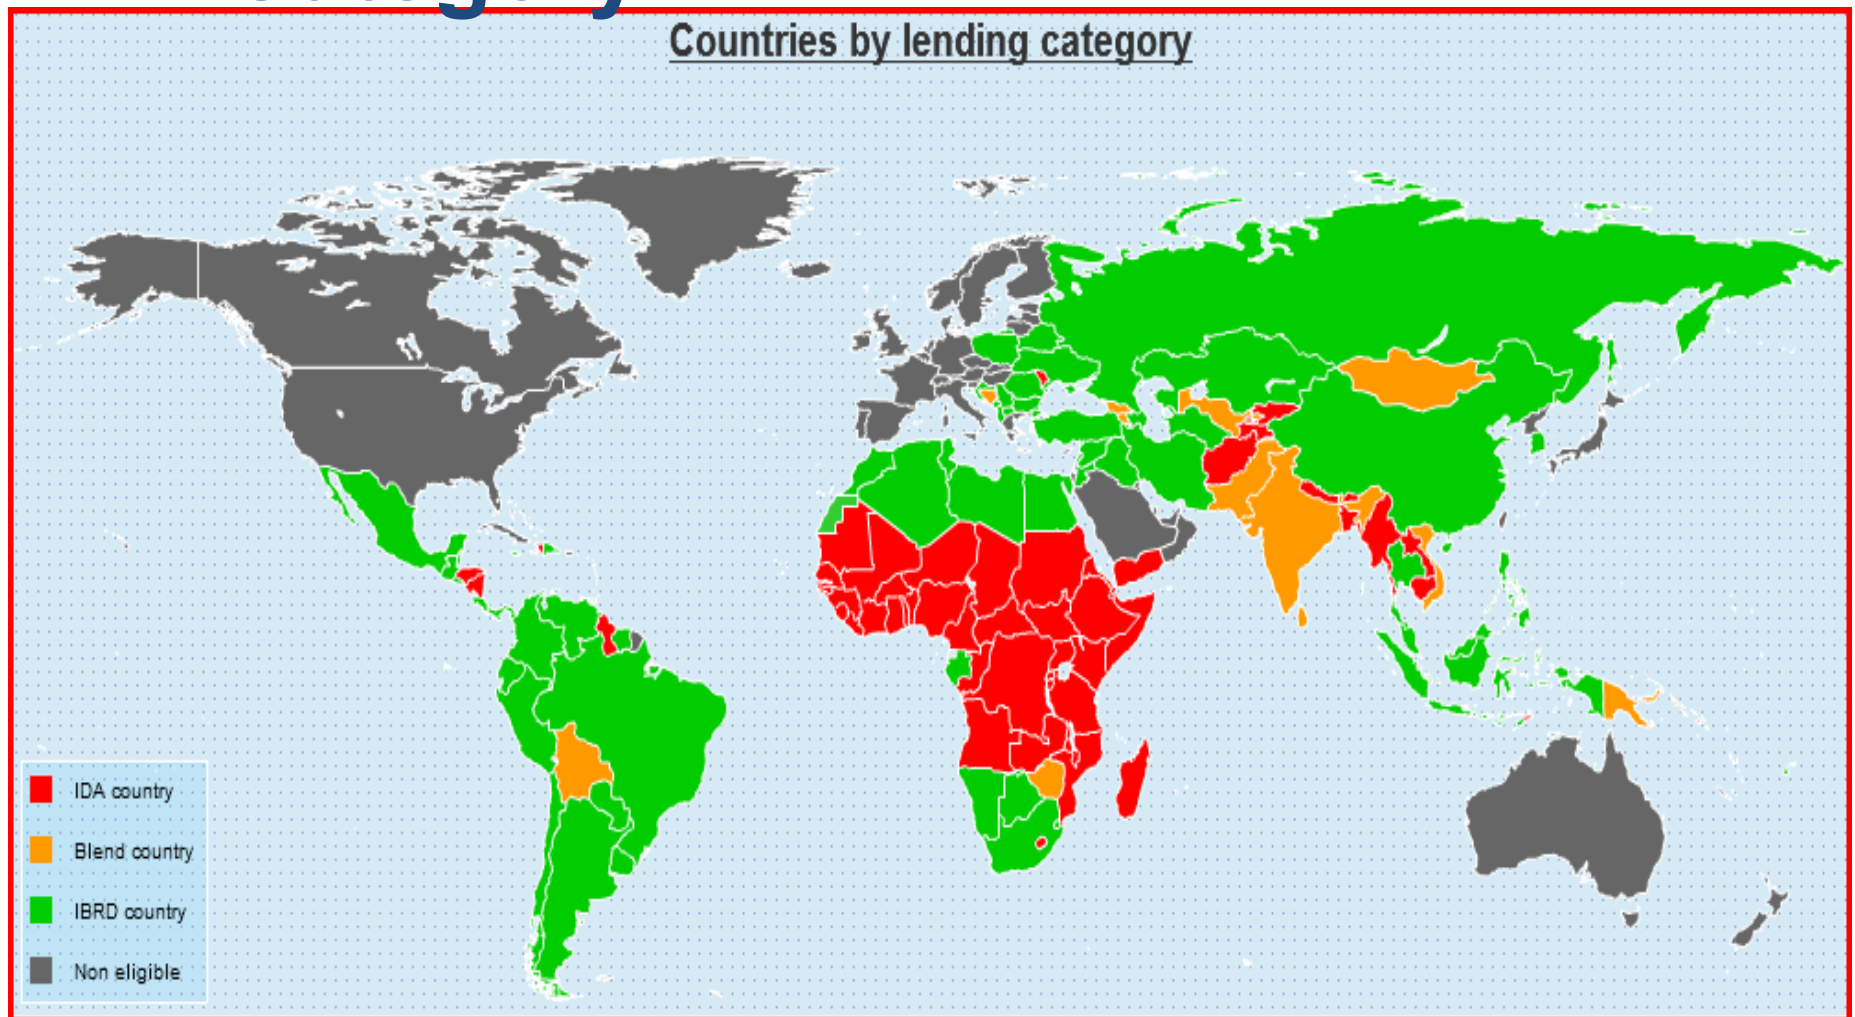 Countries by lending category
IDA country
Blend country
IBRD country
Non eligible